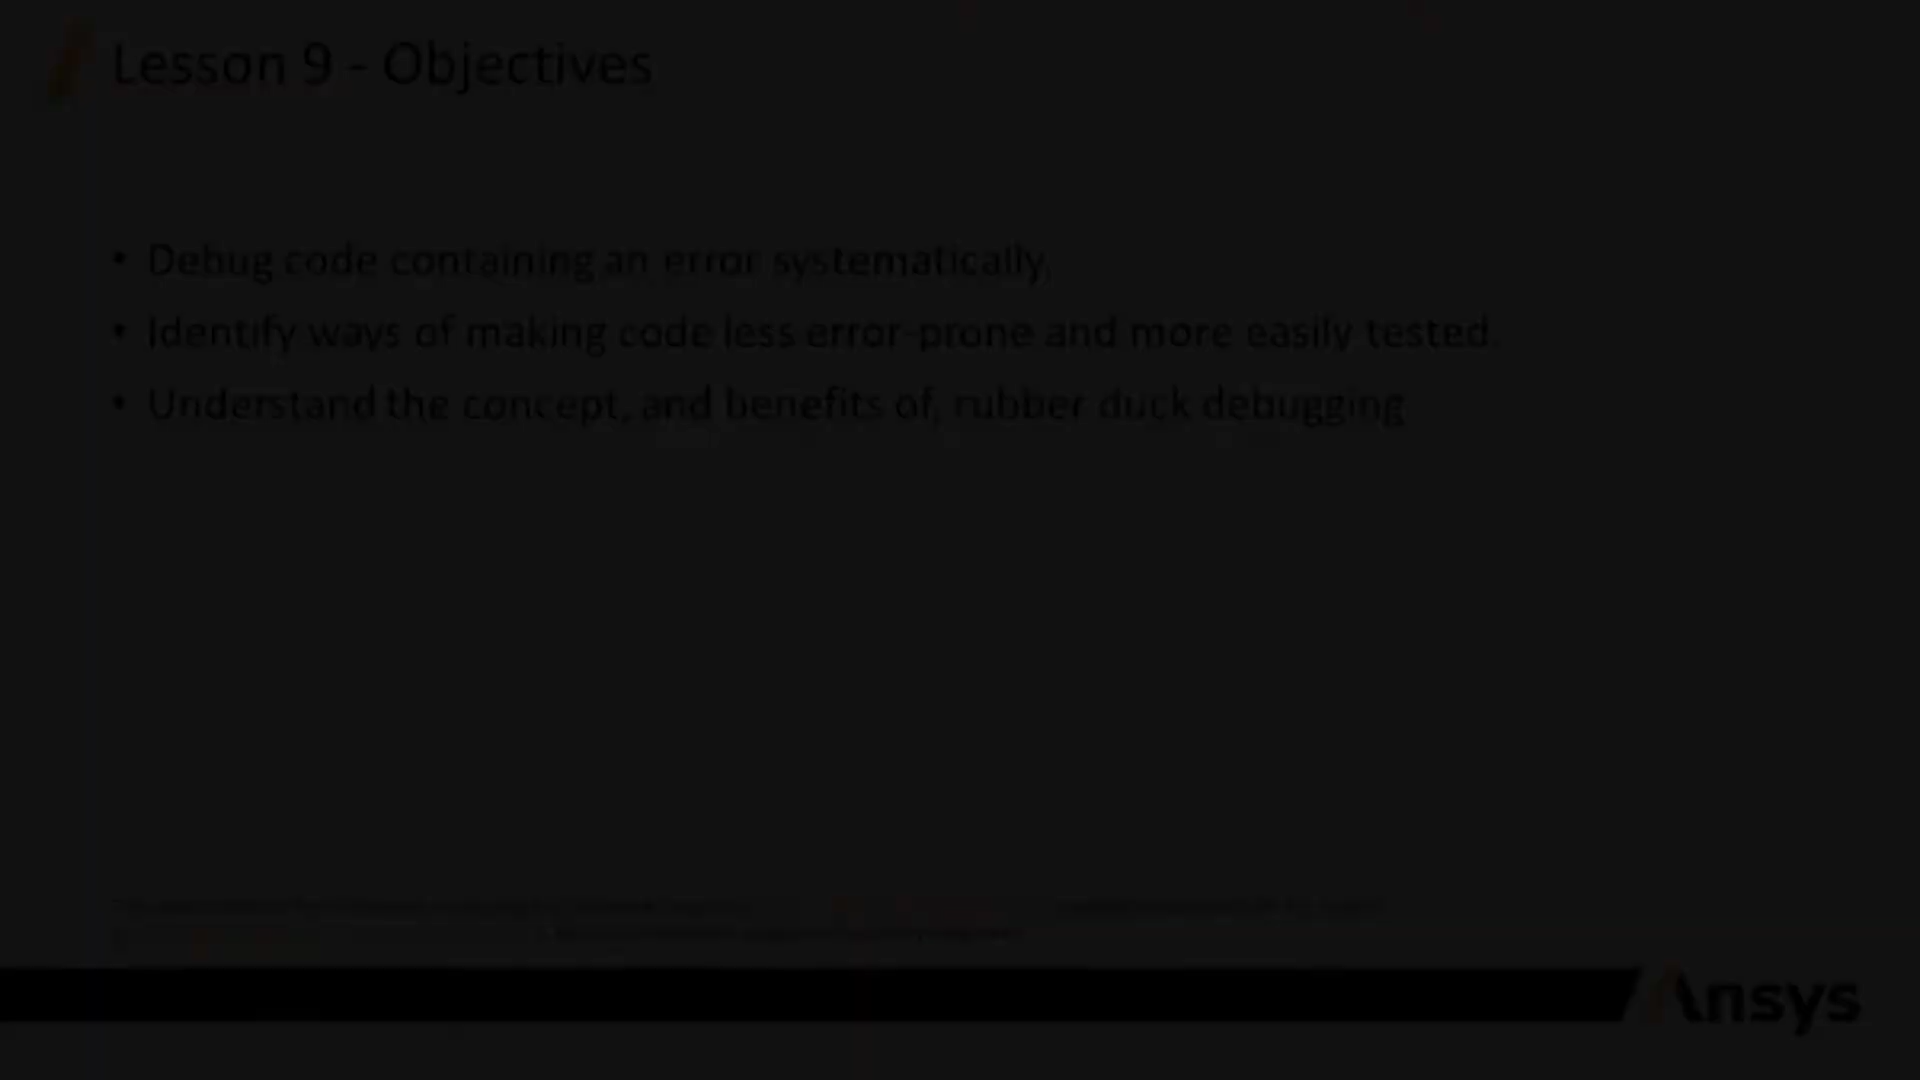 Lesson 9 - Objectives
• Debug code containing an error systematically.
• Identify ways of making code less error-prone and more easily tested.
• Understand the concept, and benefits of, rubber duck debugging
Ansys